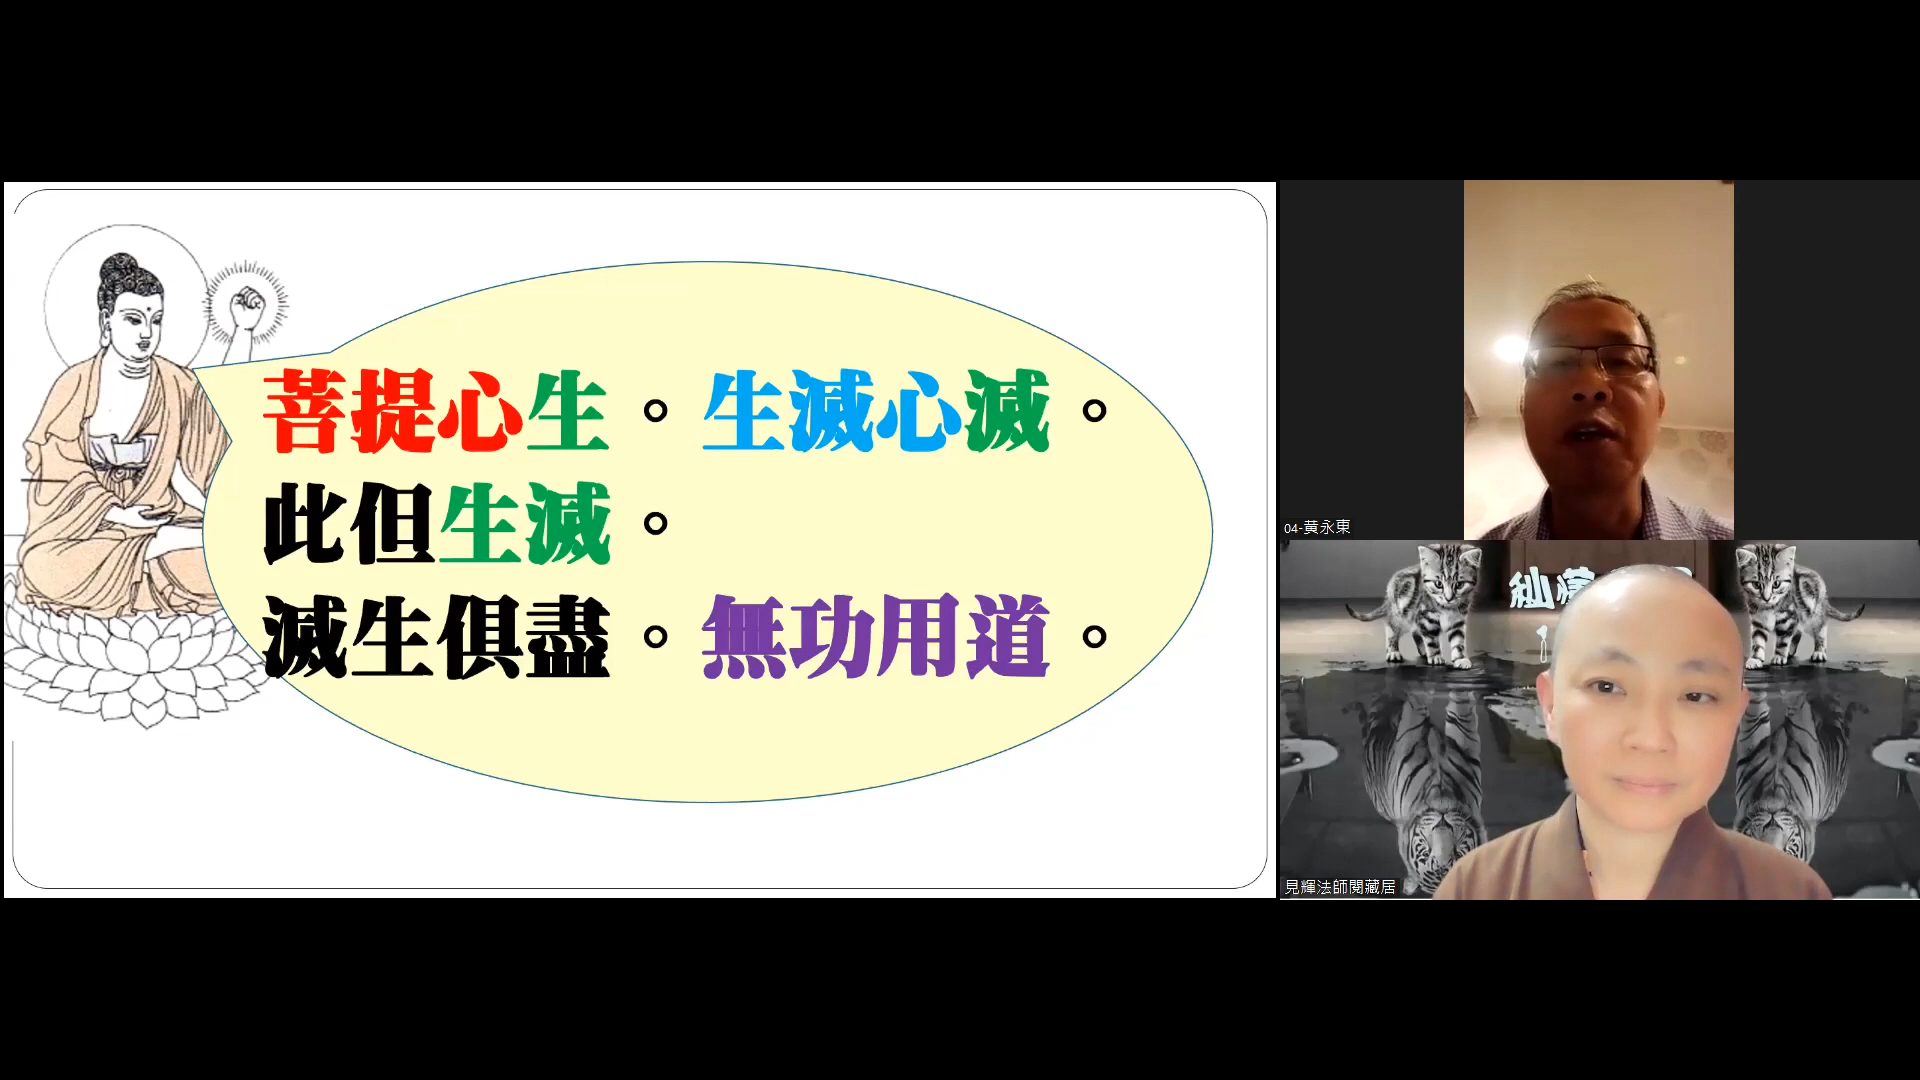 菩提心生。生滅心滅。
此但生滅。
滅生俱盡。無功用道。
04-黃永東
見輝法師閱藏居